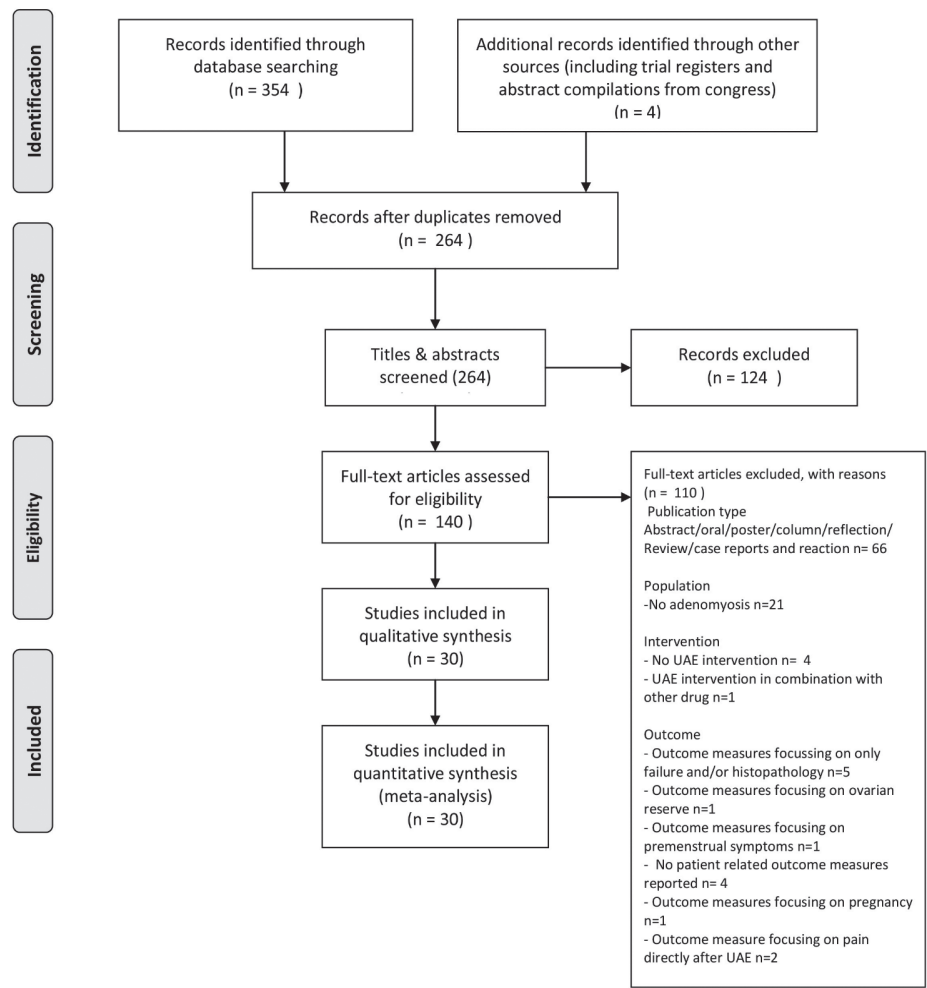 Identification
Records identified through
database searching
(n = 354 )
Additional records identified through other
sources (including trial registers and
abstract compilations from congress)
(n = 4)
Records after duplicates removed
(n = 264 )
Screening
Titles & abstracts
screened (264)
Records excluded
(n = 124 )
Eligibility
Full-text articles assessed
for eligibility
(n = 140 )
Full-text articles excluded, with reasons
(n = 110 )
Publication type
Abstract/oral/poster/column/reflection/
Review/case reports and reaction n= 66
Population
-No adenomyosis n=21
Intervention
- No UAE intervention n= 4
- UAE intervention in combination with
other drug n=1
Outcome
- Outcome measures focussing on only
failure and/or histopathology n=5
- Outcome measures focusing on ovarian
reserve n=1
- Outcome measures focusing on
premenstrual symptoms n=1
- No patient related outcome measures
reported n= 4
- Outcome measures focusing on pregnancy
n=1
- Outcome measure focusing on pain
directly after UAE n=2
Studies included in
qualitative synthesis
(n = 30)
Included
Studies included in
quantitative synthesis
(meta-analysis)
(n = 30)